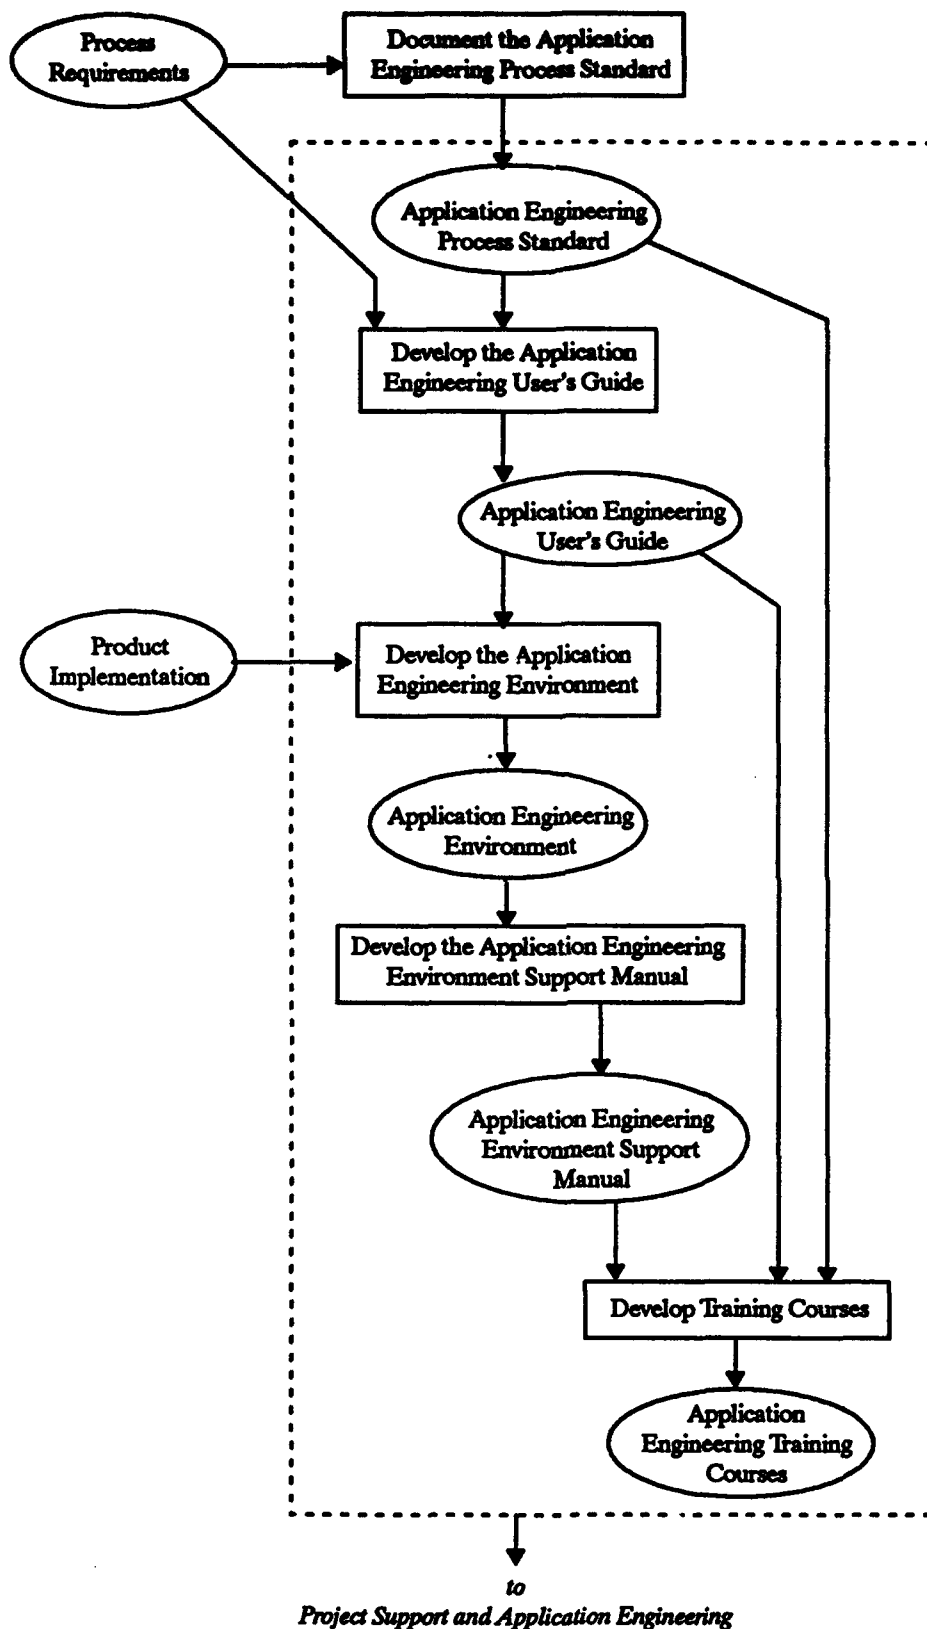 Process
Requirements
Document the Application
Engineering Process Standard
Application Engineering
Process Standard
Develop the Application
Engineering User's Guide
Application Engineering
User's Guide
Product
Implementation
Develop the Application
Engineering Environment
Application Engineering
Environment
Develop the Application Engineering
Environment Support Manual
Application Engineering
Environment Support
Manual
Develop Training Courses
Application
Engineering Training
Courses
to
Project Support and Application Engineering